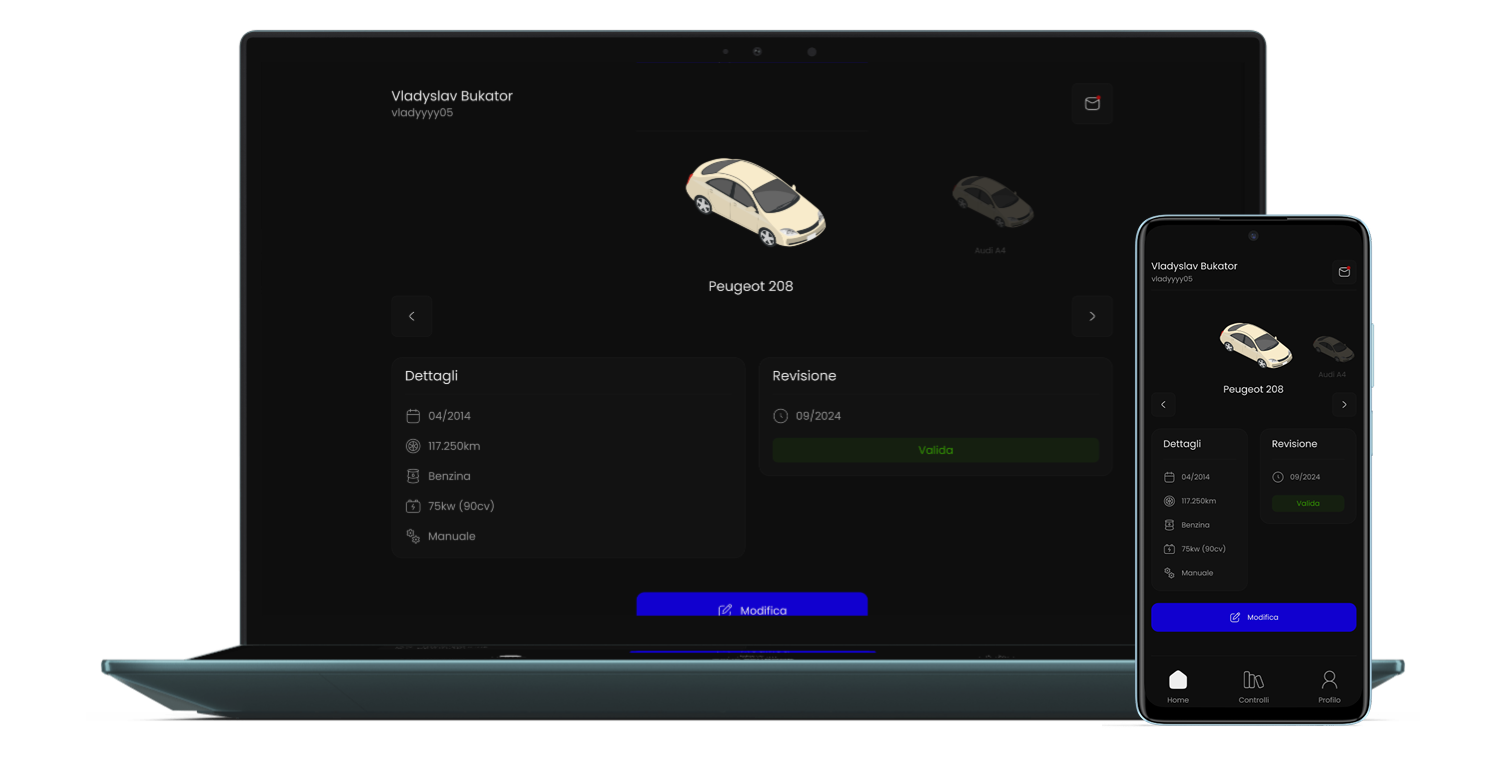 Vladyslav Bukator
vladyyyy05
Audi A4
Peugeot 208
Dettagli
04/2014
117.250km
Benzina
75kw (90cv)
Manuale
Revisione
09/2024
Valida
Modifica
Vladyslav Bukator
vladyyyy05
Audi A4
Peugeot 208
Dettagli
04/2014
117.250km
Benzina
75kw (90cv)
Manuale
Revisione
09/2024
Valida
Modifica
Home
Controlli
Profilo